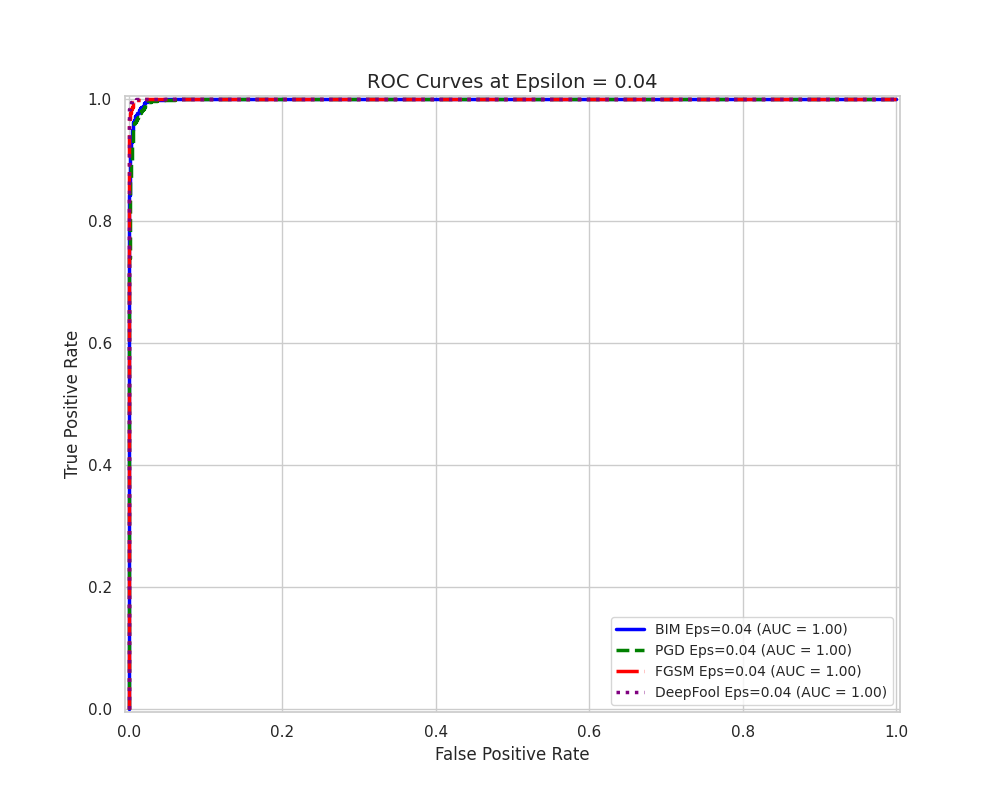 ROC Curves at Epsilon = 0.04
True Positive Rate
1.0
0.8
0.6
0.4
0.2
0.0
0.0 0.2 0.4 0.6 0.8 1.0
False Positive Rate
BIM Eps=0.04 (AUC = 1.00)
PGD Eps=0.04 (AUC = 1.00)
FGSM Eps=0.04 (AUC = 1.00)
DeepFool Eps=0.04 (AUC = 1.00)